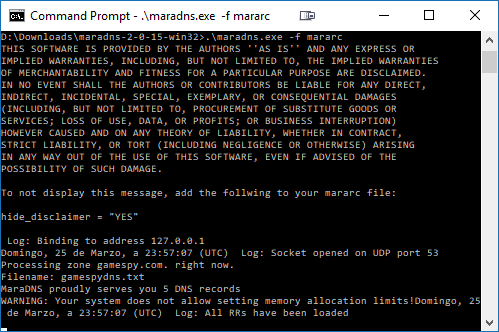 Command Prompt - .\maradns.exe  -f mararc
D:\Downloads\maradns-2-0-15-win32>.\maradns.exe -f mararc
THIS SOFTWARE IS PROVIDED BY THE AUTHORS ''AS IS'' AND ANY EXPRESS OR
IMPLIED WARRANTIES, INCLUDING, BUT NOT LIMITED TO, THE IMPLIED WARRANTIES
OF MERCHANTABILITY AND FITNESS FOR A PARTICULAR PURPOSE ARE DISCLAIMED.
IN NO EVENT SHALL THE AUTHORS OR CONTRIBUTORS BE LIABLE FOR ANY DIRECT,
INDIRECT, INCIDENTAL, SPECIAL, EXEMPLARY, OR CONSEQUENTIAL DAMAGES
(INCLUDING, BUT NOT LIMITED TO, PROCUREMENT OF SUBSTITUTE GOODS OR
SERVICES; LOSS OF USE, DATA, OR PROFITS; OR BUSINESS INTERRUPTION)
HOWEVER CAUSED AND ON ANY THEORY OF LIABILITY, WHETHER IN CONTRACT,
STRICT LIABILITY, OR TORT (INCLUDING NEGLIGENCE OR OTHERWISE) ARISING
IN ANY WAY OUT OF THE USE OF THIS SOFTWARE, EVEN IF ADVISED OF THE
POSSIBILITY OF SUCH DAMAGE.
To not display this message, add the follwing to your mararc file:
hide_disclaimer = "YES"
Log: Binding to address 127.0.0.1
Domingo, 25 de Marzo, a 23:57:07 (UTC)  Log: Socket opened on UDP port 53
Processing zone gamespy.com. right now.
Filename: gamespydns.txt
MaraDNS proudly serves you 5 DNS records
WARNING: Your system does not allow setting memory allocation limits!Domingo, 25
de Marzo, a 23:57:07 (UTC)  Log: All RRs have been loaded